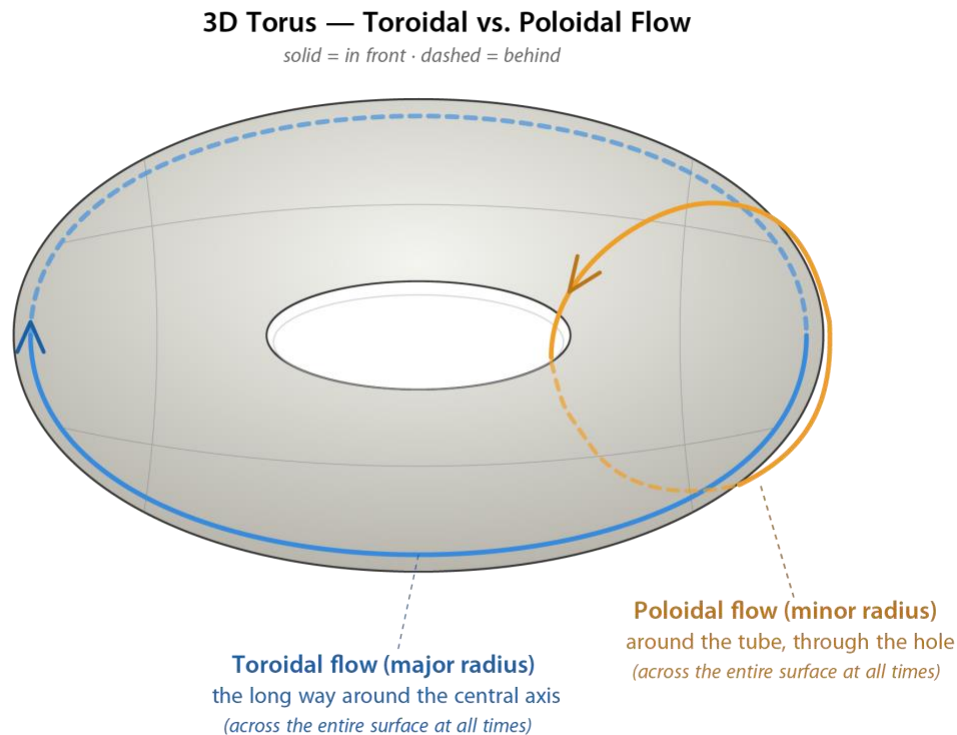 3D Torus — Toroidal vs. Poloidal Flow
solid = in front · dashed = behind
Poloidal flow (minor radius)
around the tube, through the hole
(across the entire surface at all times)
Toroidal flow (major radius)
the long way around the central axis
(across the entire surface at all times)